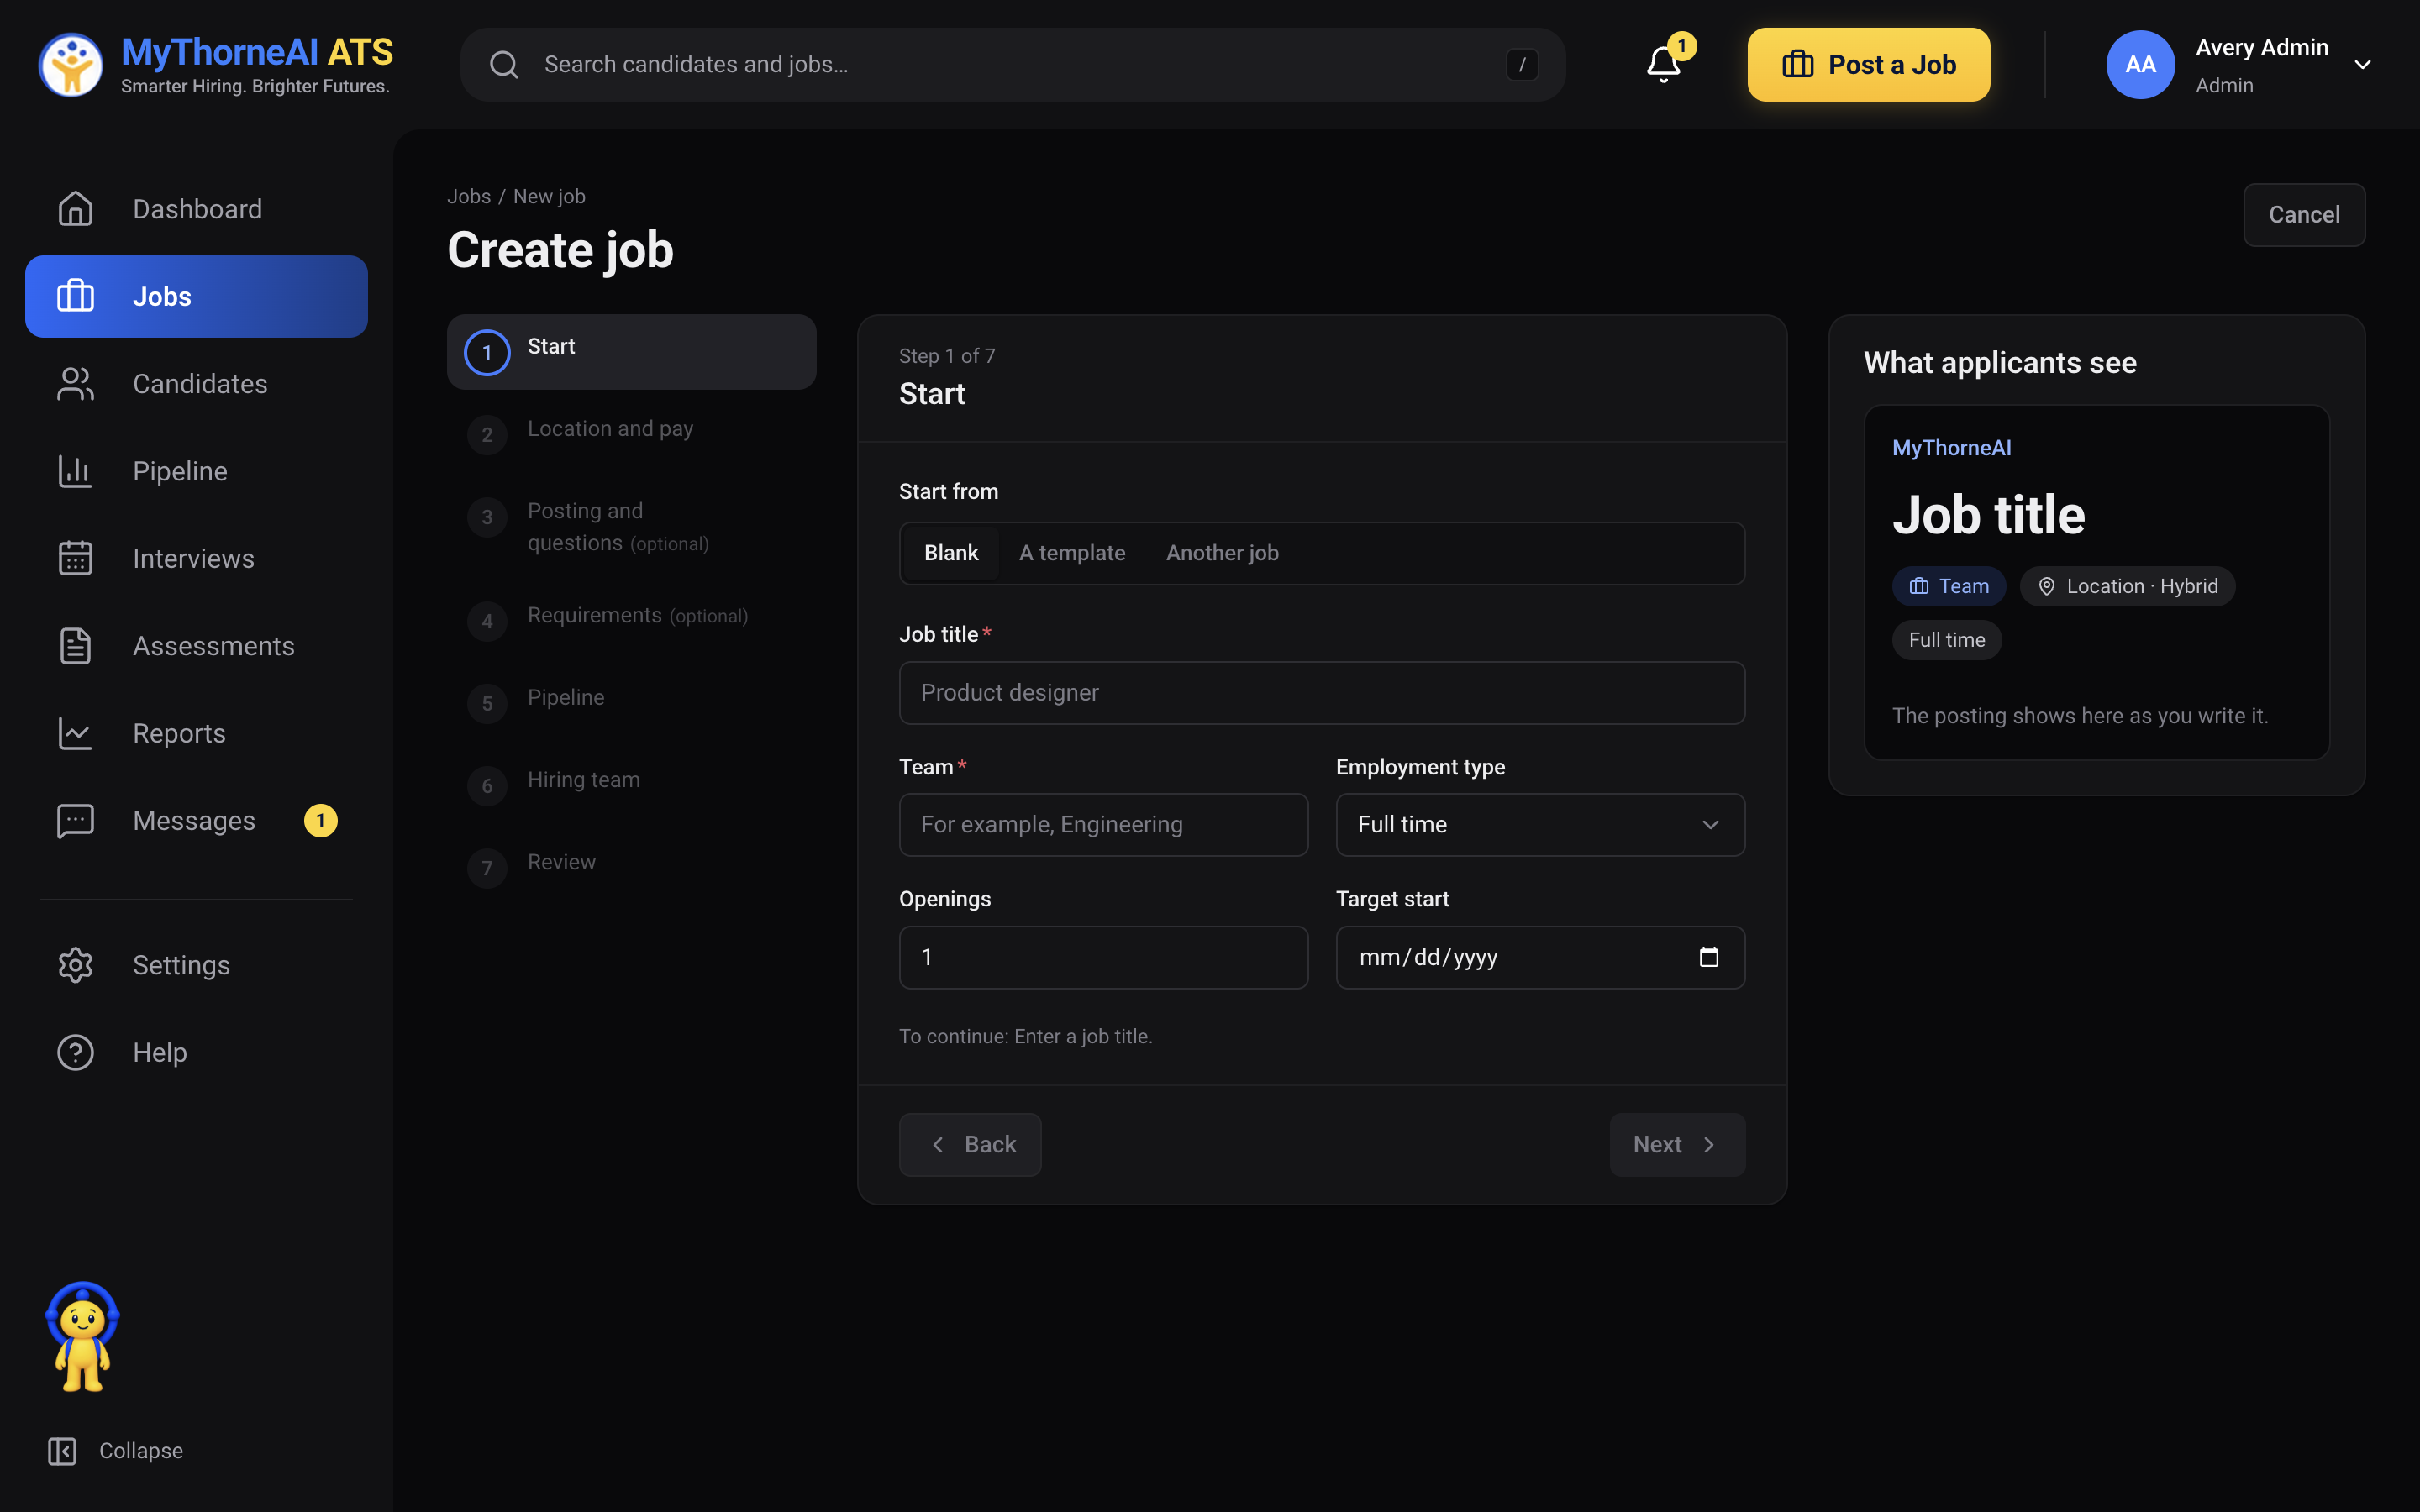 MyThorneAI ATS
Smarter Hiring. Brighter Futures.
Search candidates and jobs...
/
1
Post a Job
AA
Avery Admin
Admin
Dashboard
Jobs
Candidates
Pipeline
Interviews
Assessments
Reports
Messages
1
Settings
Help
Collapse
Jobs / New job
Create job
Cancel
1
Start
2
Location and pay
3
Posting and
questions (optional)
4
Requirements (optional)
5
Pipeline
6
Hiring team
7
Review
Step 1 of 7
Start
Start from
Blank
A template
Another job
Job title *
Product designer
Team *
For example, Engineering
Employment type
Full time
Openings
1
Target start
mm/dd/yyyy
To continue: Enter a job title.
Back
Next
What applicants see
MyThorneAI
Job title
Team
Location · Hybrid
Full time
The posting shows here as you write it.